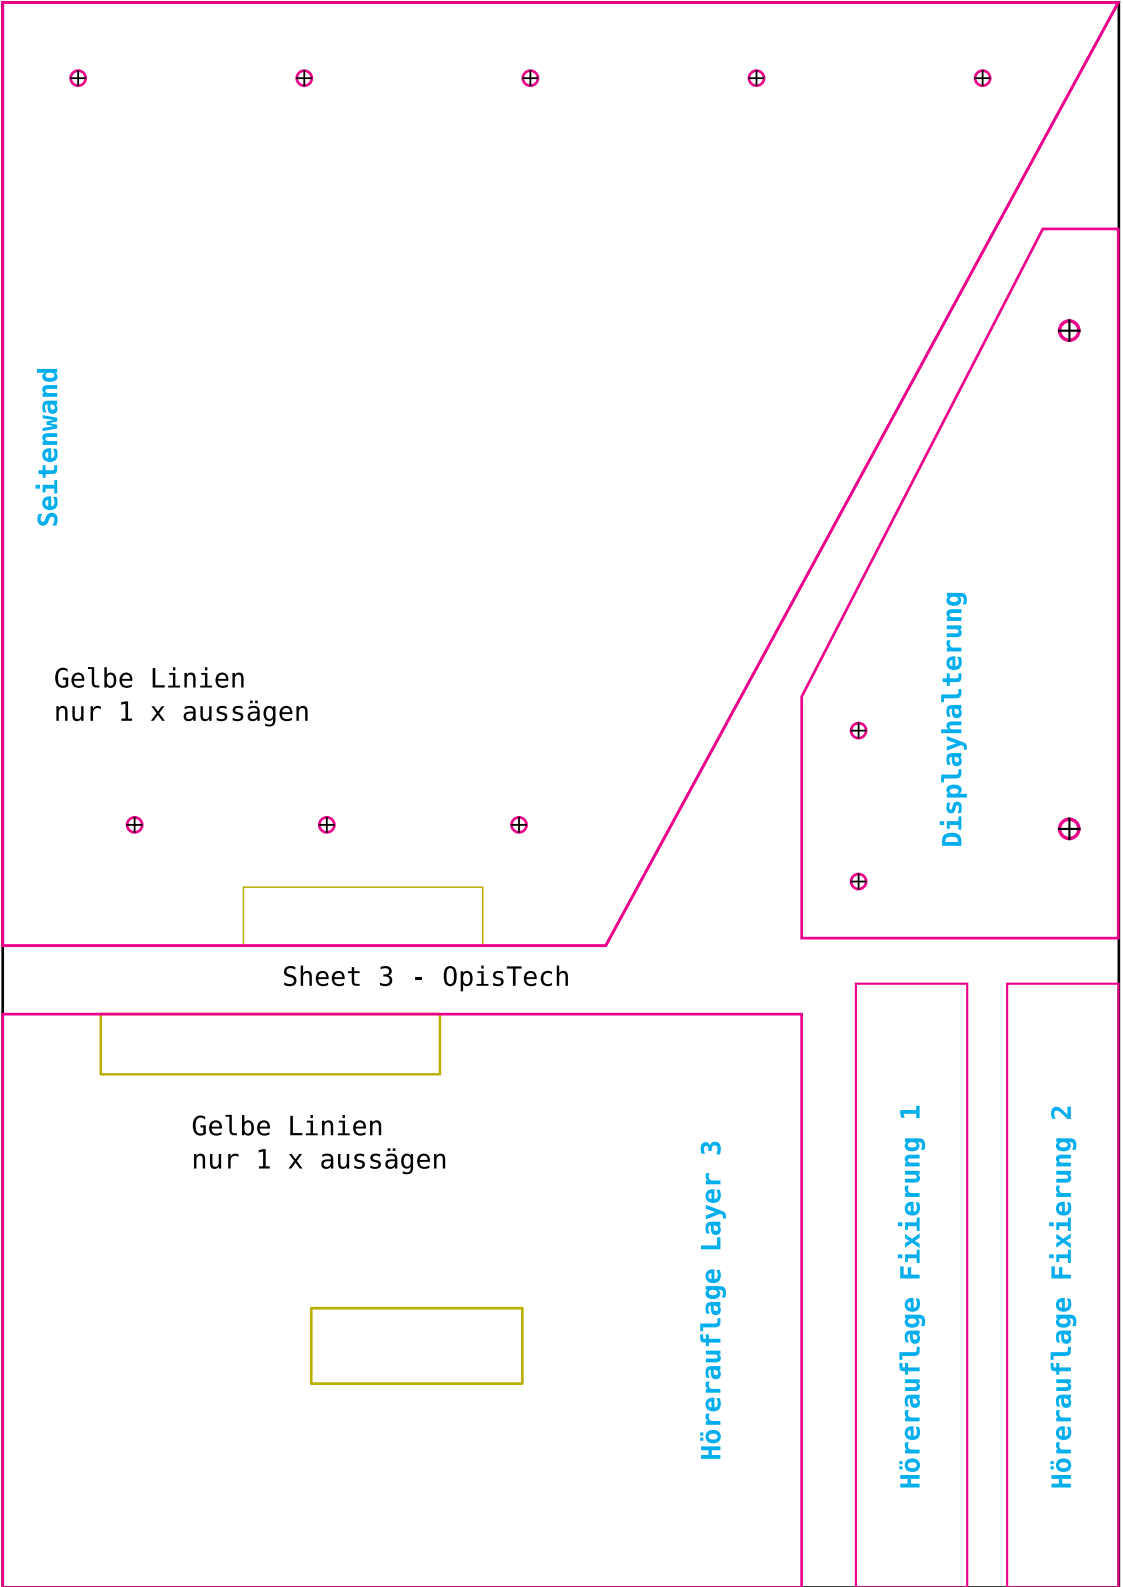 Seitenwand
Gelbe Linien
nur 1 x aussägen
Displayhalterung
Sheet 3 - OpisTech
Gelbe Linien
nur 1 x aussägen
Hörerauflage Layer 3
Hörerauflage Fixierung 1
Hörerauflage Fixierung 2